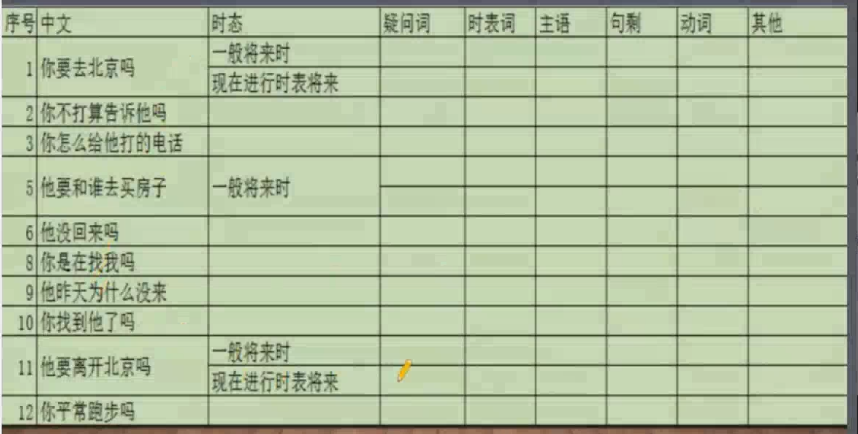 序号 中文 时态 疑问词 时表词 主语 句剩 动词 其他
1 你要去北京吗 一般将来时
现在进行时表将来
2 你不打算告诉他吗
3 你怎么给他打的电话
5 他要和谁去买房子 一般将来时
6 他没回来吗
8 你是在找我吗
9 他昨天为什么没来
10 你找到他了吗
11 他要离开北京吗 一般将来时
现在进行时表将来
12 你平常跑步吗